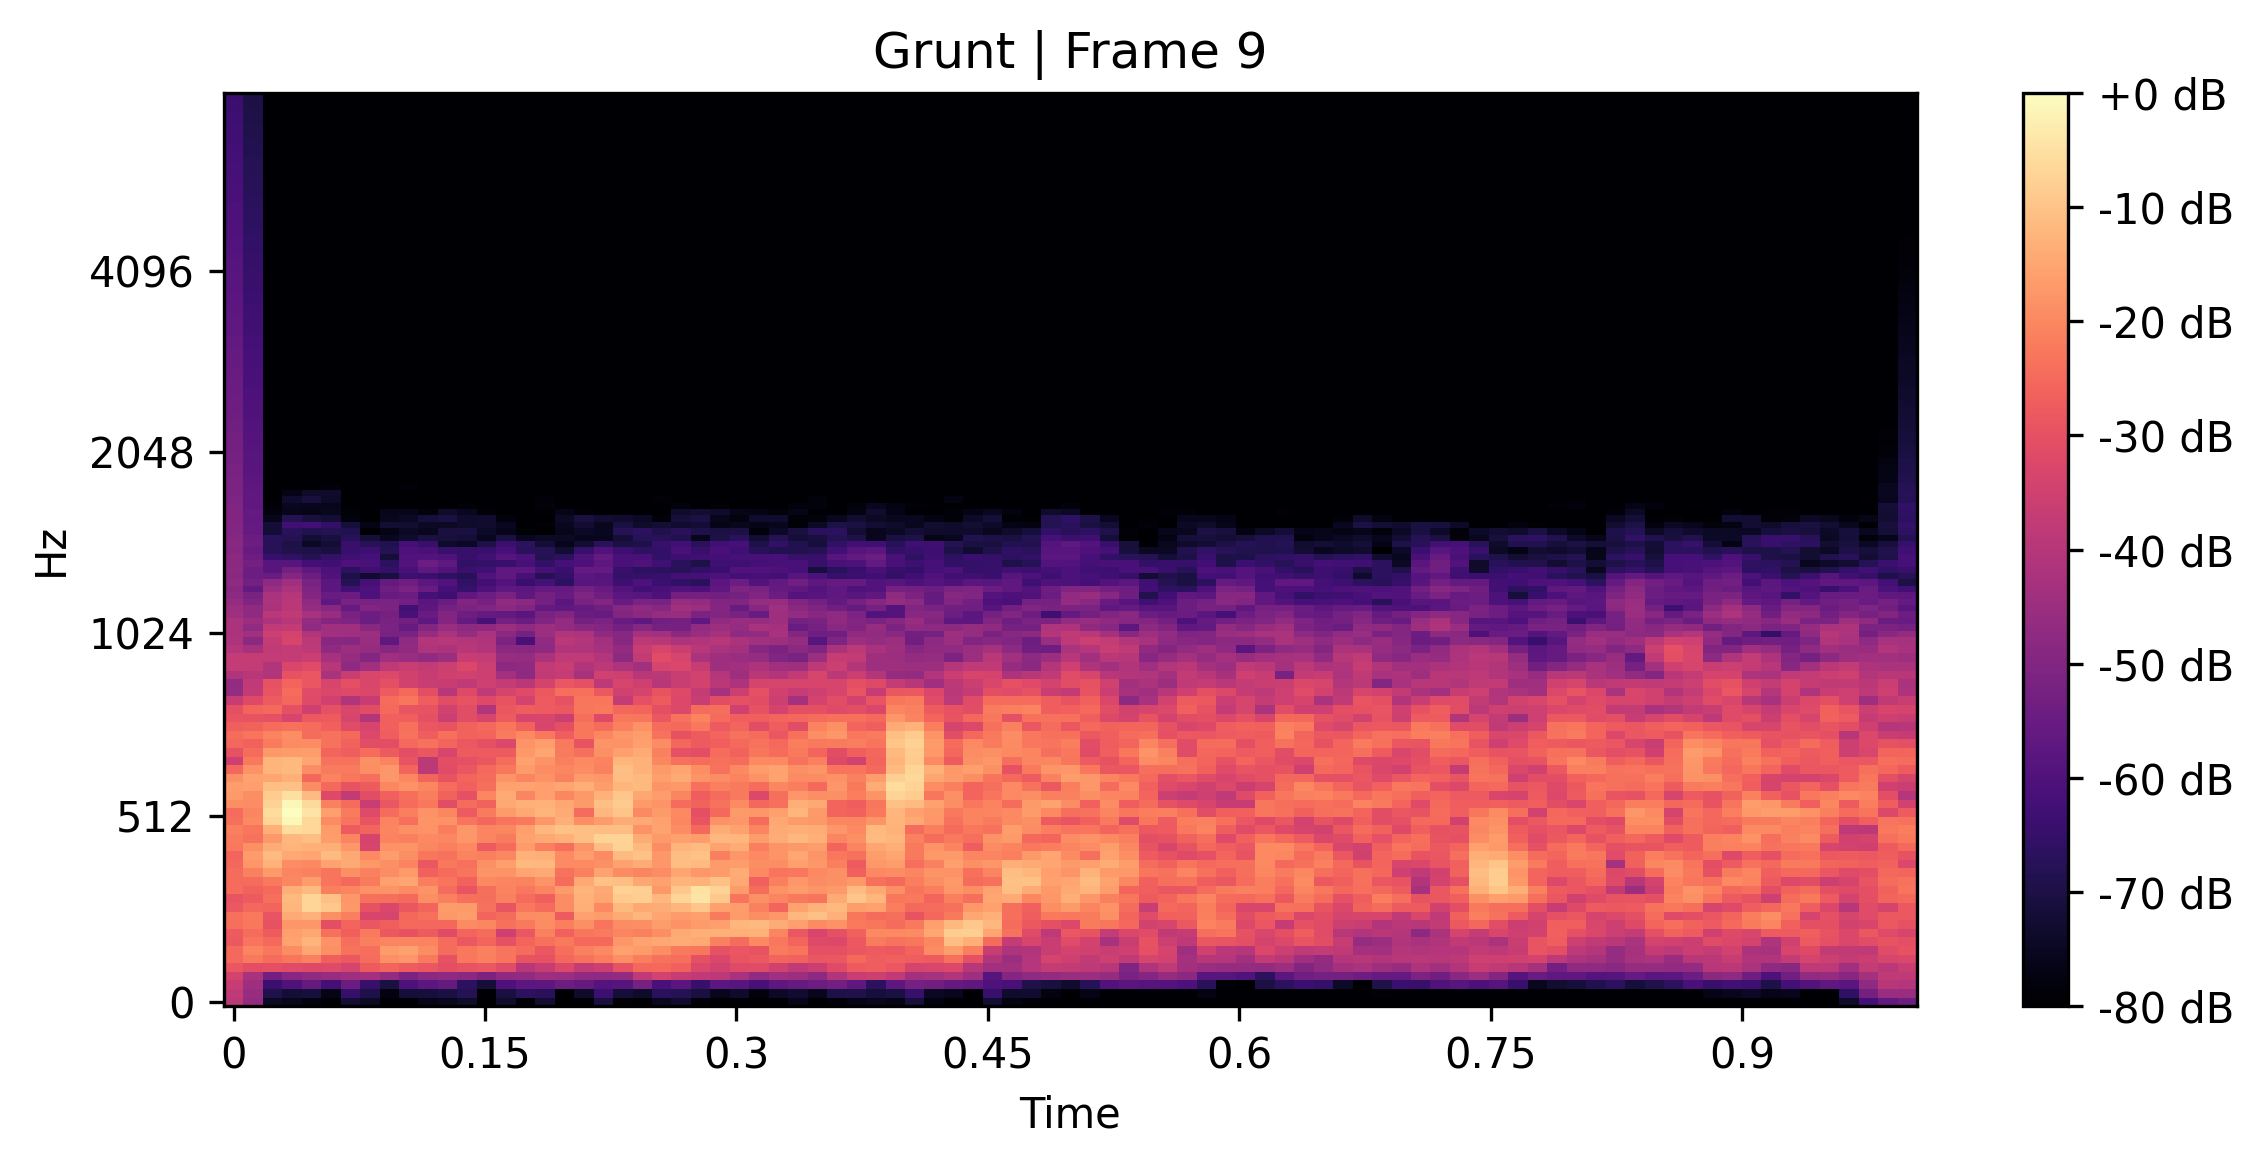 Grunt | Frame 9
+0 dB
-10 dB
-20 dB
-30 dB
-40 dB
-50 dB
-60 dB
-70 dB
-80 dB
Hz
4096
2048
1024
512
0
0 0.15 0.3 0.45 0.6 0.75 0.9
Time